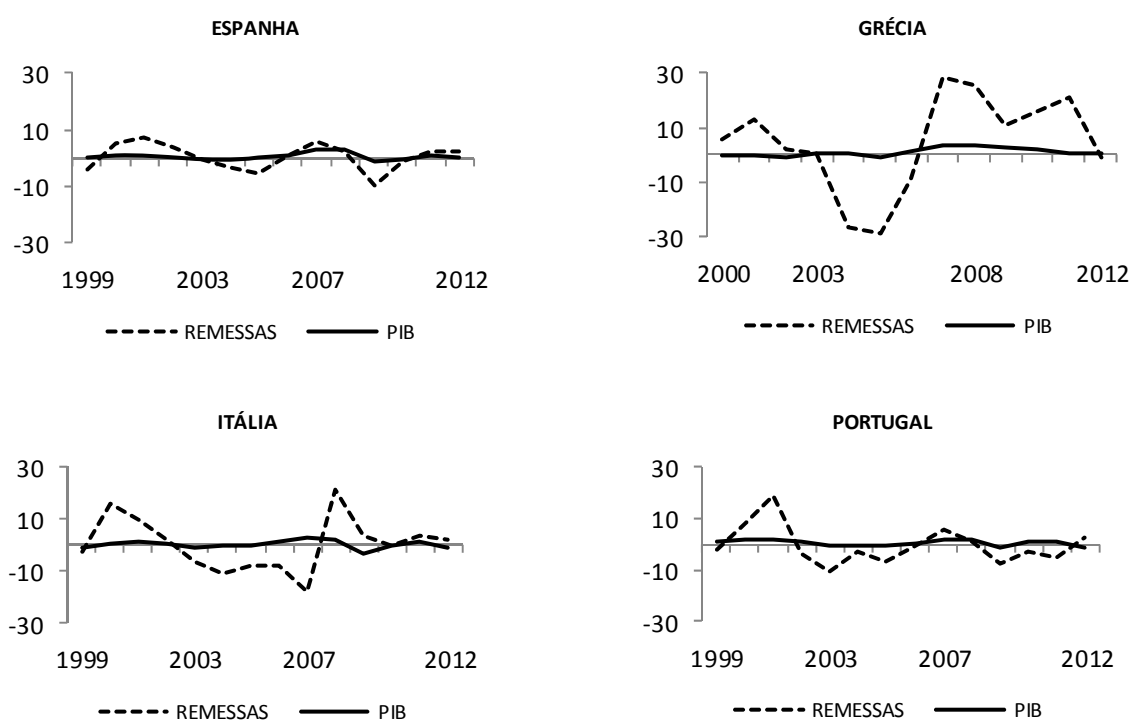 ESPANHA
30
10
-10
-30
1999 2003 2007 2012
REMESSAS PIB
GRÉCIA
30
10
-10
-30
2000 2003 2008 2012
REMESSAS PIB
ITÁLIA
30
10
-10
-30
1999 2003 2007 2012
REMESSAS PIB
PORTUGAL
30
10
-10
-30
1999 2003 2007 2012
REMESSAS PIB